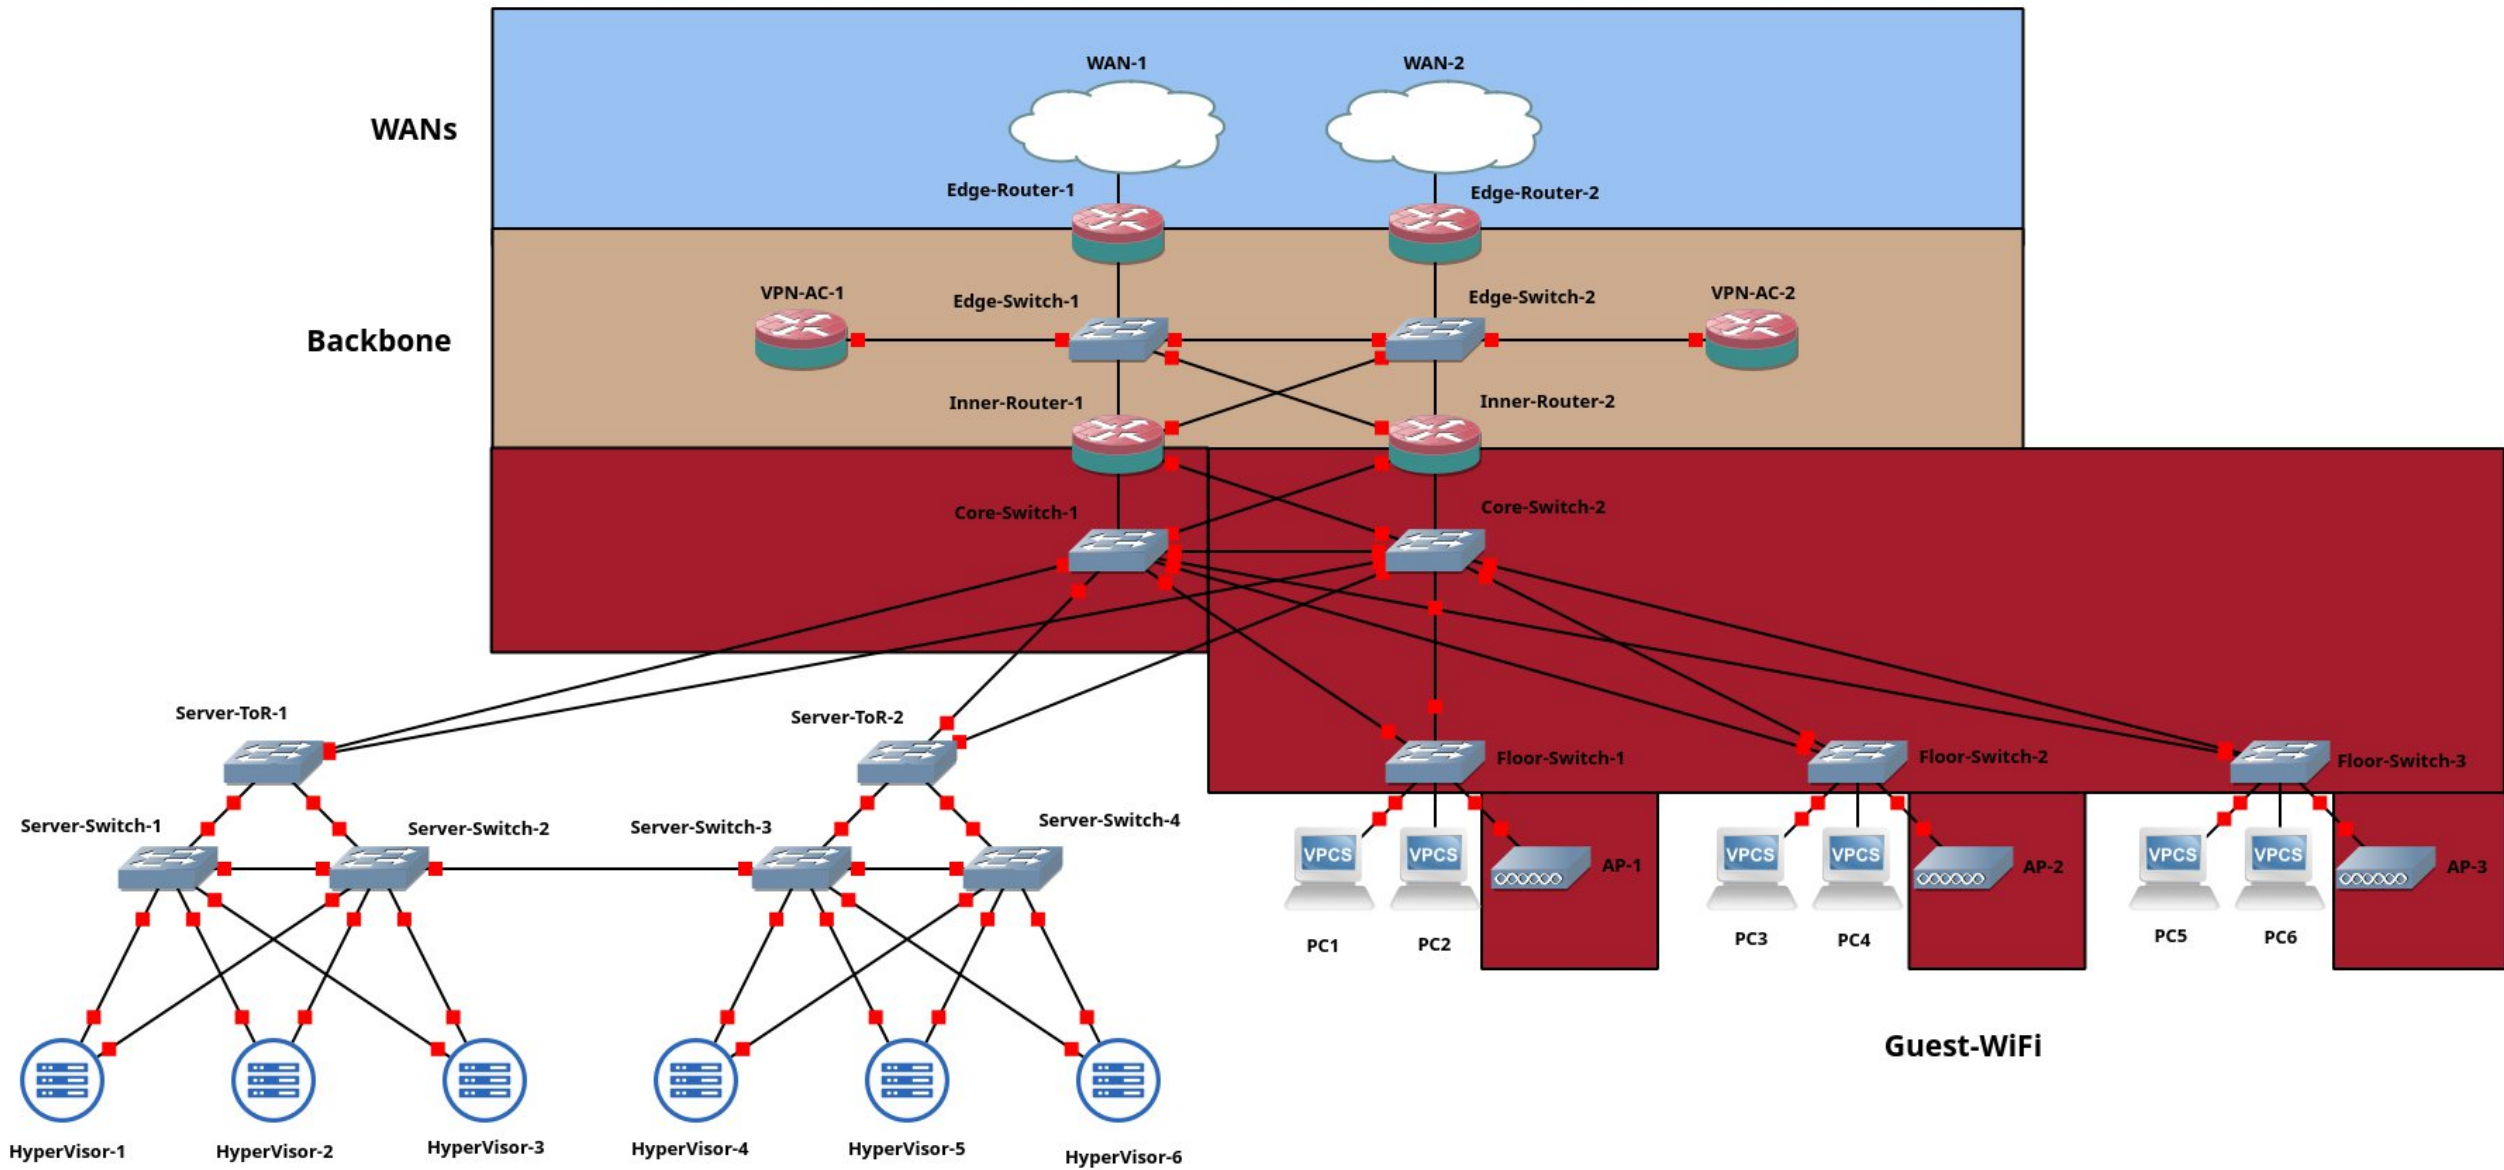 WAN-1
WAN-2
WANs
Edge-Router-1
Edge-Router-2
VPN-AC-1
Edge-Switch-1
Edge-Switch-2
VPN-AC-2
Backbone
Inner-Router-1
Inner-Router-2
Core-Switch-1
Core-Switch-2
Server-ToR-1
Server-ToR-2
Floor-Switch-1
Floor-Switch-2
Floor-Switch-3
Server-Switch-1
Server-Switch-2
Server-Switch-3
Server-Switch-4
VPCS
VPCS
AP-1
VPCS
VPCS
AP-2
VPCS
VPCS
AP-3
PC1
PC2
PC3
PC4
PC5
PC6
Guest-WiFi
HyperVisor-1
HyperVisor-2
HyperVisor-3
HyperVisor-4
HyperVisor-5
HyperVisor-6